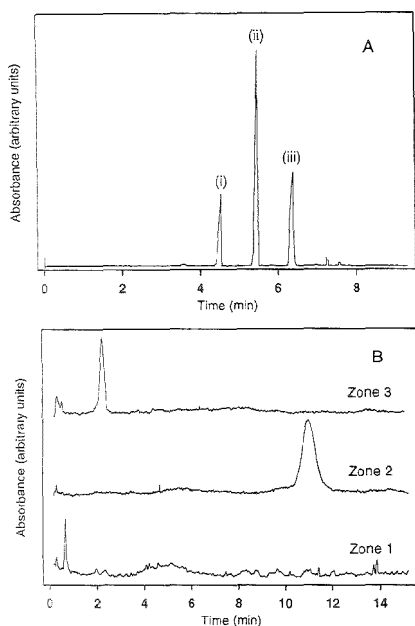 A
(ii)
(i)
(iii)
Absorbance (arbitrary units)
0 2 4 6 8
Time (min)
B
Zone 3
Zone 2
Zone 1
Absorbance (arbitrary units)
0 2 4 6 8 10 12 14
Time (min)